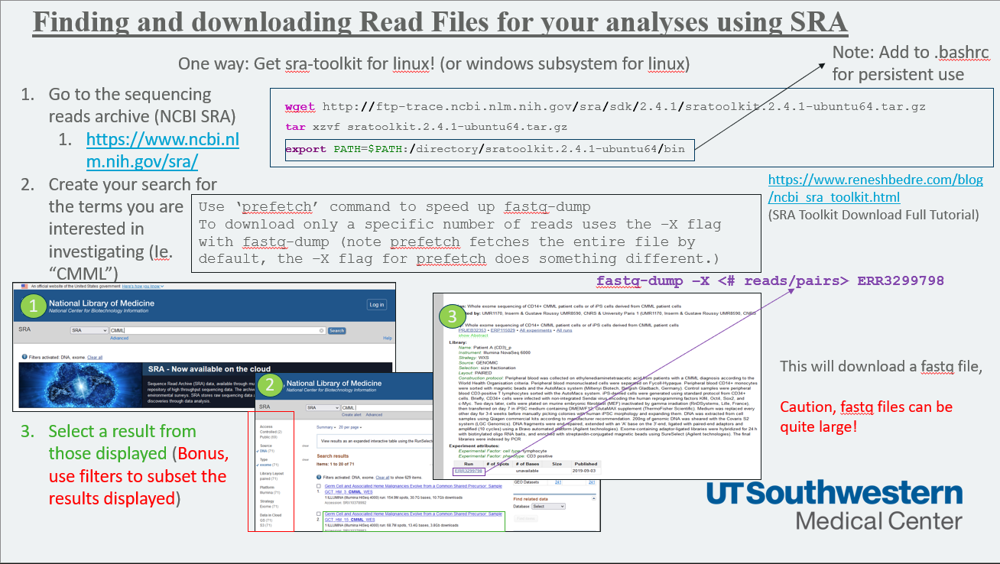 Finding and downloading Read Files for your analyses using SRA
One way: Get sra-toolkit for linux! (or windows subsystem for linux)
Note: Add to .bashrc
for persistent use
1. Go to the sequencing
reads archive (NCBI SRA)
1. https://www.ncbi.nl
m.nih.gov/sra/
2. Create your search for
the terms you are
interested in
investigating (Ie.
“CMML”)
wget http://ftp-trace.ncbi.nlm.nih.gov/sra/sdk/2.4.1/sratoolkit.2.4.1-ubuntu64.tar.gz
tar xzvf sratoolkit.2.4.1-ubuntu64.tar.gz
export PATH=$PATH:/directory/sratoolkit.2.4.1-ubuntu64/bin
https://www.reneshbedre.com/blog
/ncbi_sra_toolkit.html
(SRA Toolkit Download Full Tutorial)
Use ‘prefetch’ command to speed up fastq-dump
To download only a specific number of reads uses the –X flag
with fastq-dump (note prefetch fetches the entire file by
default, the –X flag for prefetch does something different.)
fastq-dump –X <# reads/pairs> ERR3299798
1
An official website of the United States government Here's how you know
National Library of Medicine
National Center for Biotechnology Information
Log in
SRA
SRA
CMML
Search
Advanced
Help
Filters activated: DNA, exome. Clear all
SRA - Now available on the cloud
Sequence Read Archive (SRA) data, available through mu
repository of high throughput sequencing data. The archiv
environmental surveys. SRA stores raw sequencing data
discoveries through data analysis.
2
National Library of Medicine
National Center for Biotechnology Information
SRA
SRA
CMML
Create alert Advanced
Access
Controlled (2)
Public (69)
Source
DNA (71)
Type
exome (71)
Library Layout
paired (71)
Platform
Illumina (71)
Strategy
Exome (71)
Data in Cloud
GS (71)
S3 (71)
clear
clear
Summary 20 per page
View results as an expanded interactive table using the RunSelecto
Search results
Items: 1 to 20 of 71
Filters activated: DNA, exome. Clear all to show 629 items
Germ Cell and Associated Heme Malignancies Evolve from a Common Shared Precursor: Sample
1. GCT_HM_3_CMML_WES
1 ILLUMINA (Illumina HiSeq 4000) run: 154.9M spots, 30.7G bases, 10.7Gb downloads
Accession: SRX10378992
Germ Cell and Associated Heme Malignancies Evolve from a Common Shared Precursor: Sample
2. GCT_HM_15_CMML_WES
1 ILLUMINA (Illumina HiSeq 4000) run: 68.7M spots, 13.4G bases, 3.8Gb downloads
GEO Datasets 241 241
Find related data
Database: Select
3
Whole exome sequencing of CD14+ CMML patient cells or of iPS cells derived from CMML patient cells
by: UMR1170, Inserm & Gustave Roussy UMR8590, CNRS & University Paris 1 (UMR1170, Inserm & Gustave Roussy UMR8590, CNRS
Whole exome sequencing of CD14+ CMML patient cells or of iPS cells derived from CMML patient cells
PRJEB32353 • ERP115029 • All experiments • All runs
show Abstract
Library:
Name: Patient A (CD3)_p
Instrument: Illumina NovaSeq 6000
Strategy: WXS
Source: GENOMIC
Selection: size fractionation
Layout: PAIRED
Construction protocol: Peripheral blood was collected on ethylenediaminetetraacetic acid from patients with a CMML diagnosis according to the
World Health Organisation criteria. Peripheral blood mononucleated cells were separated on Fycoll-Hypaque. Peripheral blood CD14+ monocytes
were sorted with magnetic beads and the AutoMacs system (Miltenyi Biotech, Bergish Gladbach, Germany). Control samples were peripheral
blood CD3-positive T lymphocytes sorted with the AutoMacs system. iPS-derived cells were generated using standard protocol from CD34+
cells. Briefly, CD34+ cells were infected with non-integrated Sendai virus encoding the human reprogramming factors Klf4, Oct4, Sox2, and
c-Myc. Two days later, cells were plated on murine embryonic fibroblast (MEF) inactivated by gamma irradiation (RnDSystems, Lille, France),
then transferred on day 7 in iPSC medium containing DMEM/F12, GlutaMAX supplement (ThermoFisher Scientific). Medium was replaced every
other day for 3-4 weeks before manually picking colonies with human iPSC morphology and expanding them. DNA was extracted from cell
samples using Qiagen commercial kits according to manufacturer recommendation. 200ng of genomic DNA was sheared with the Covaris S2
system (LGC Genomics). DNA fragments were end-repaired, extended with an 'A' base on the 3'-end, ligated with paired-end adaptors and
amplified (10 cycles) using a Bravo automated platform (Agilent technologies). Exome-containing adaptor-ligated libraries were hybridized for 24 h
with biotinylated oligo RNA baits, and enriched with streptavidin-conjugated magnetic beads using SureSelect (Agilent technologies). The final
libraries were indexed by PCR
Experiment attributes:
Experimental Factor: cell type: lymphocyte
Experimental Factor: phenotype: CD3 positive
Run # of Spots # of Bases Size Published
ERR3299798 unavailable 2019-09-03
3. Select a result from
those displayed (Bonus,
use filters to subset the
results displayed)
This will download a fastq file,
Caution, fastq files can be
quite large!
UTSouthwestern
Medical Center